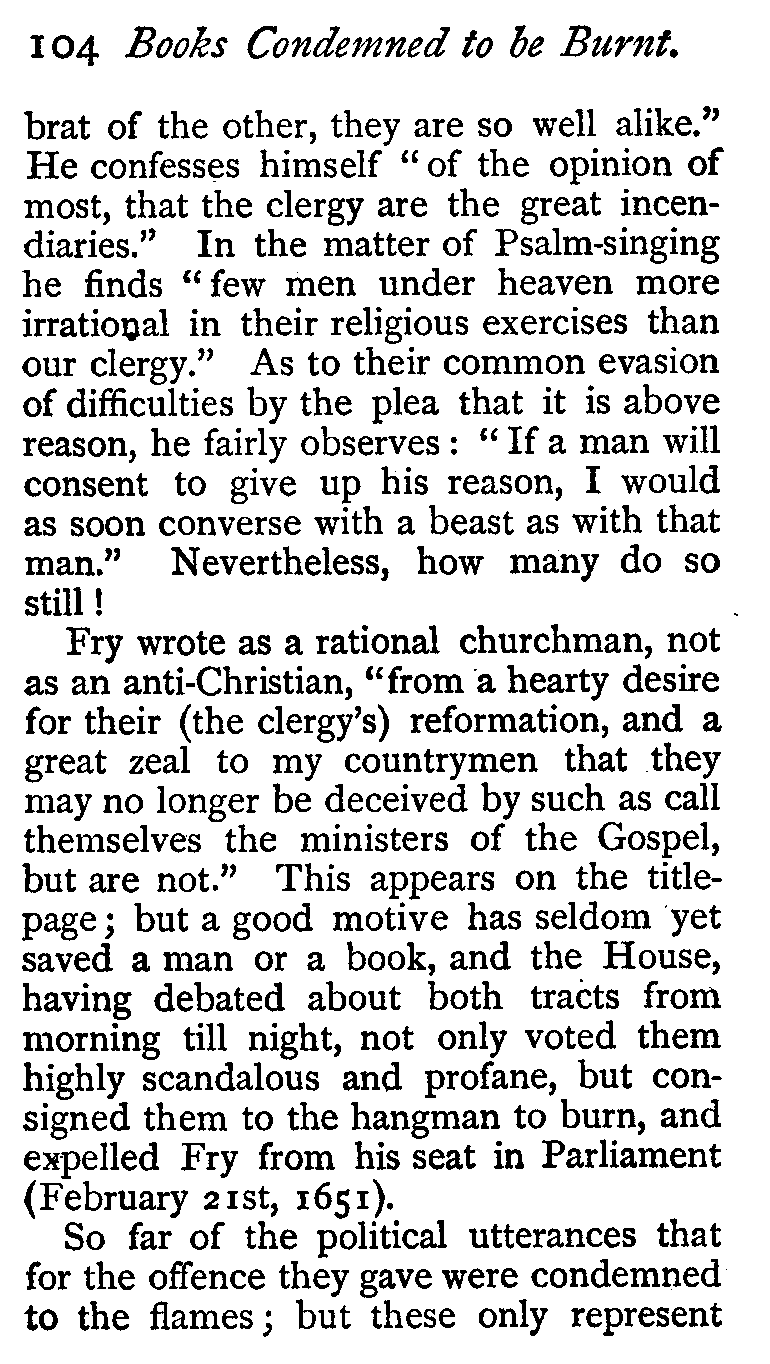 104 Books Condemned to be Burnt.
brat of the other, they are so well alike.”
He confesses himself “of the opinion of
most, that the clergy are the great incen-
diaries.” In the matter of Psalm-singing
he finds “few men under heaven more
irrational in their religious exercises than
our clergy.” As to their common evasion
of difficulties by the plea that it is above
reason, he fairly observes : “If a man will
consent to give up his reason, I would
as soon converse with a beast as with that
man.” Nevertheless, how many do so
still !
Fry wrote as a rational churchman, not
as an anti-Christian, “from a hearty desire
for their (the clergy’s) reformation, and a
great zeal to my countrymen that they
may no longer be deceived by such as call
themselves the ministers of the Gospel,
but are not.” This appears on the title-
page ; but a good motive has seldom yet
saved a man or a book, and the House,
having debated about both tracts from
morning till night, not only voted them
highly scandalous and profane, but con-
signed them to the hangman to burn, and
expelled Fry from his seat in Parliament
(February 21st, 1651).
So far of the political utterances that
for the offence they gave were condemned
to the flames ; but these only represent